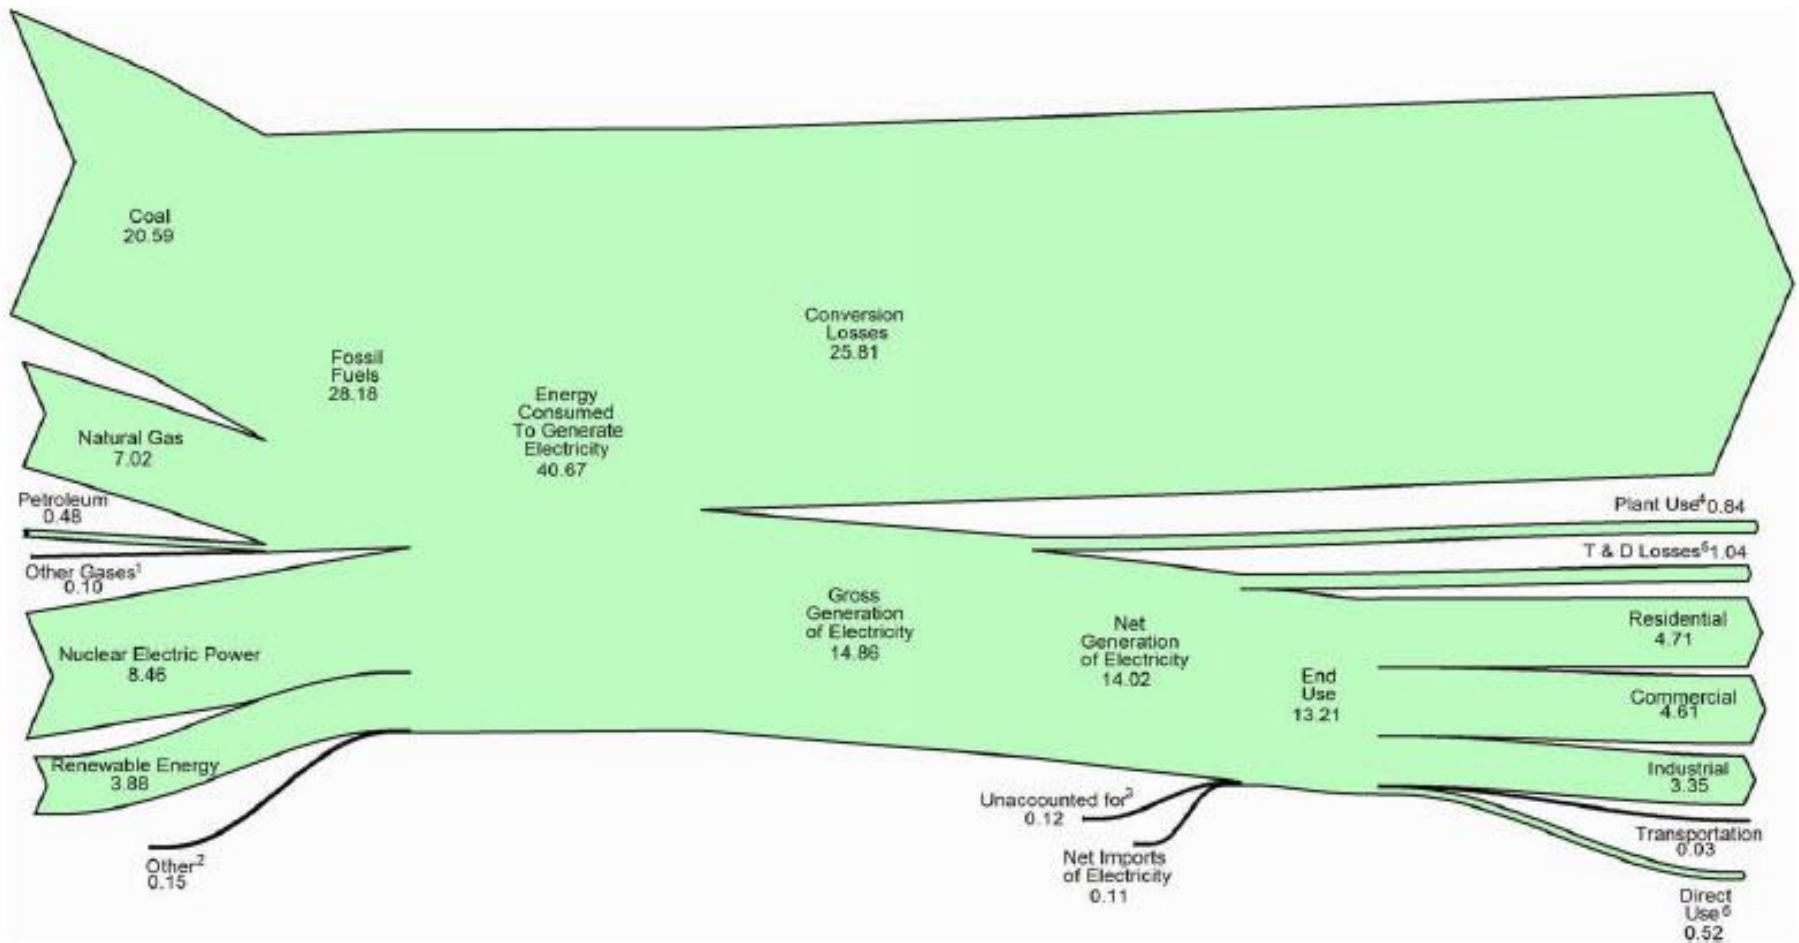 Coal
20.59
Natural Gas
7.02
Petroleum
0.48
Other Gases1
0.10
Nuclear Electric Power
8.46
Renewable Energy
3.88
Other2
0.15
Fossil
Fuels
28.18
Energy
Consumed
To Generate
Electricity
40.67
Conversion
Losses
25.81
Gross
Generation
of Electricity
14.86
Net
Generation
of Electricity
14.02
Unaccounted for3
0.12
Net Imports
of Electricity
0.11
End
Use
13.21
Plant Use4 0.84
T & D Losses5 1.04
Residential
4.71
Commercial
4.61
Industrial
3.35
Transportation
0.03
Direct
Use6
0.52